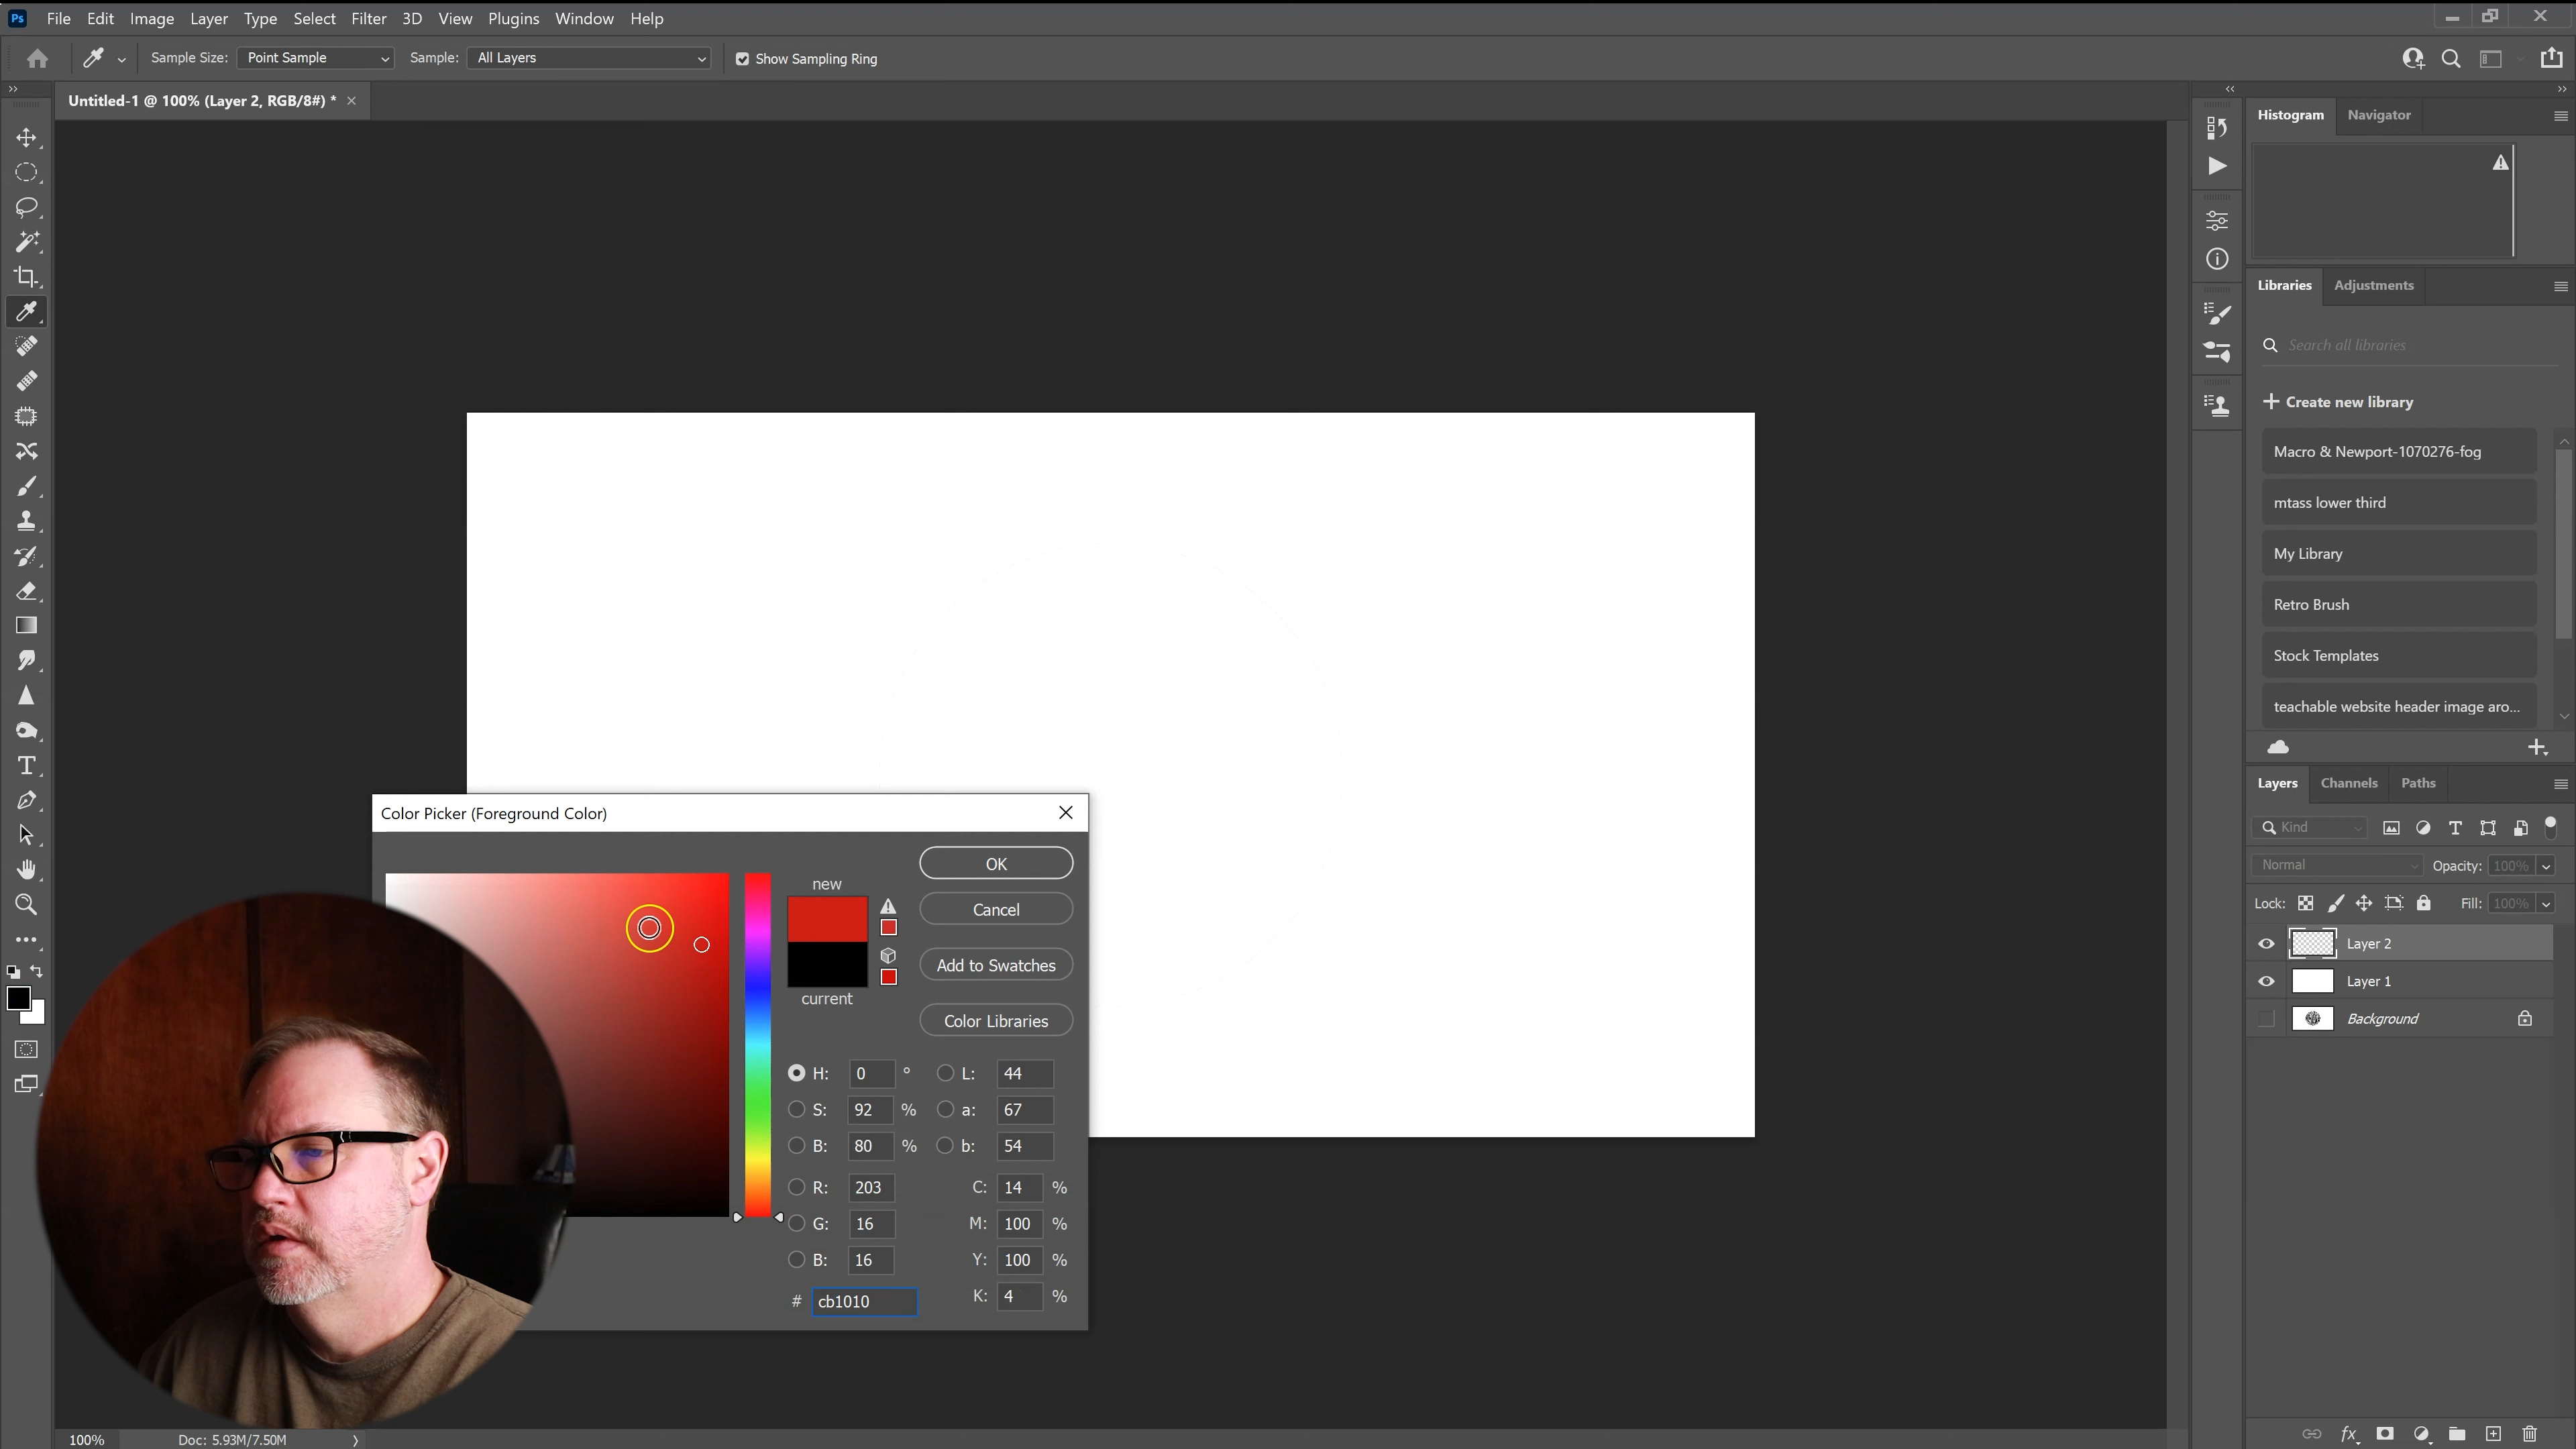 Ps File Edit Image Layer Type Select Filter 3D View Plugins Window Help
Sample Size: Point Sample Sample: All Layers Show Sampling Ring
Untitled-1 @ 100% (Layer 2, RGB/8#) *
Histogram Navigator
Libraries Adjustments
Search all libraries
Create new library
Macro & Newport-1070276-fog
mtass lower third
My Library
Retro Brush
Stock Templates
teachable website header image aro...
Layers Channels Paths
Kind
Normal Opacity: 100%
Lock: Fill: 100%
Layer 2
Layer 1
Background
Color Picker (Foreground Color)
new
current
OK
Cancel
Add to Swatches
Color Libraries
H: 0 ° L: 44
S: 92 % a: 67
B: 80 % b: 54
R: 203 C: 14 %
G: 16 M: 100 %
B: 16 Y: 100 %
# cb1010 K: 4 %
100% Doc: 5.93M/7.50M